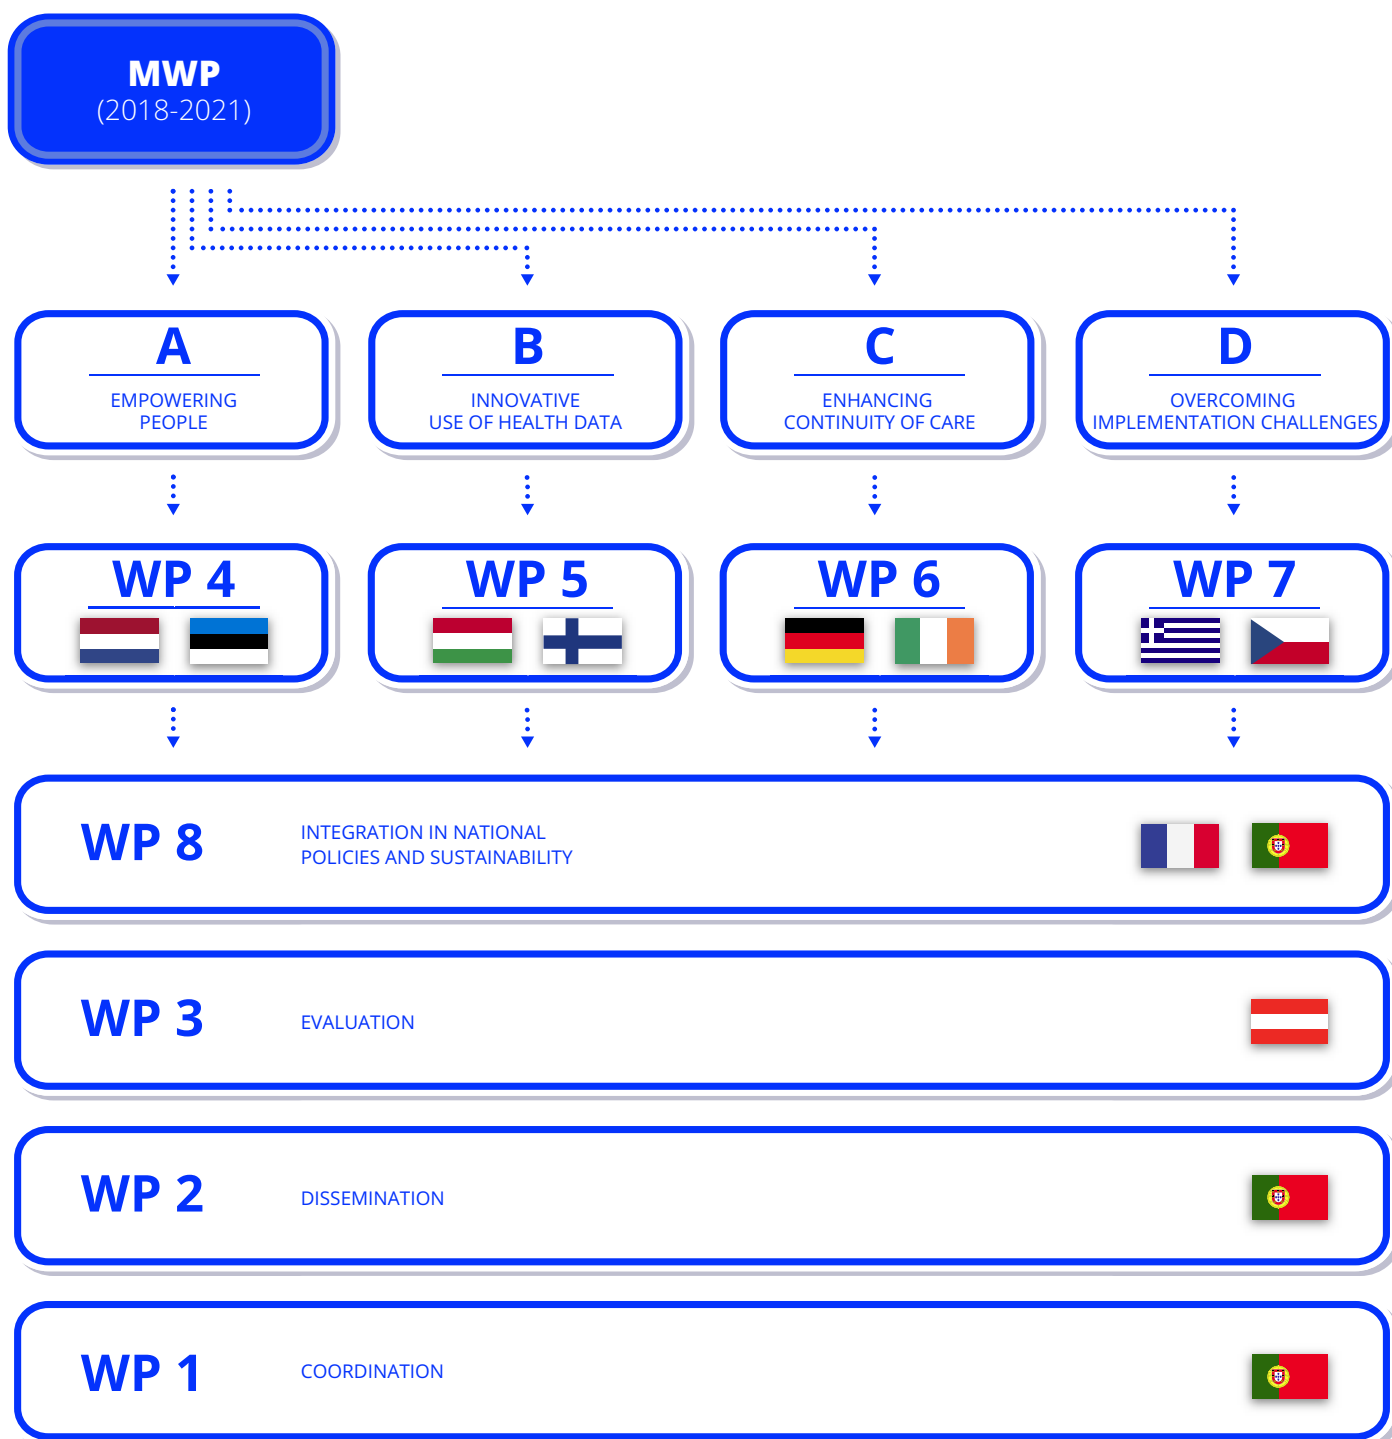 MWP
(2018-2021)
A
EMPOWERING
PEOPLE
B
INNOVATIVE
USE OF HEALTH DATA
C
ENHANCING
CONTINUITY OF CARE
D
OVERCOMING
IMPLEMENTATION CHALLENGES
WP 4
WP 5
WP 6
WP 7
WP 8
INTEGRATION IN NATIONAL
POLICIES AND SUSTAINABILITY
WP 3
EVALUATION
WP 2
DISSEMINATION
WP 1
COORDINATION